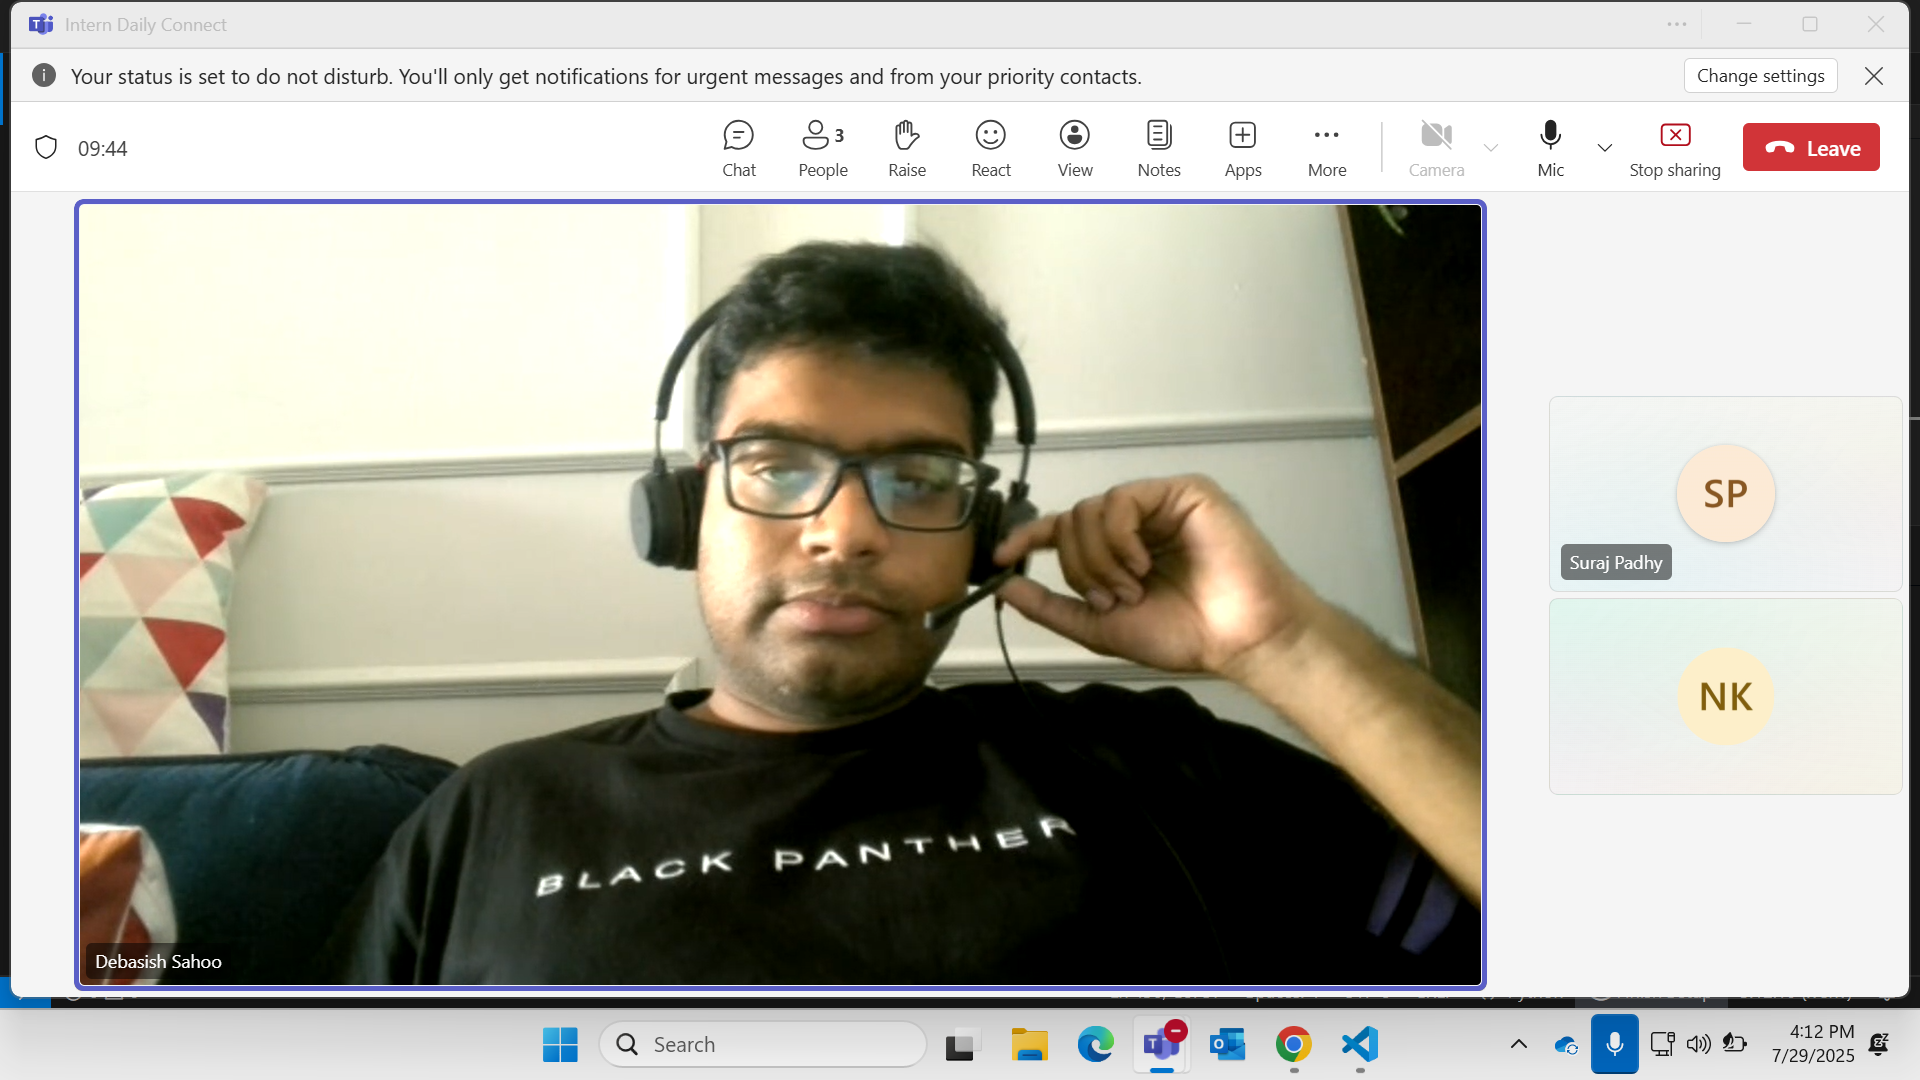 Intern Daily Connect
Your status is set to do not disturb. You'll only get notifications for urgent messages and from your priority contacts.
Change settings
09:44
Chat
People 3
Raise
React
View
Notes
Apps
More
Camera
Mic
Stop sharing
Leave
BLACK PANTHER
Debasish Sahoo
SP
Suraj Padhy
NK
Search
4:12 PM
7/29/2025